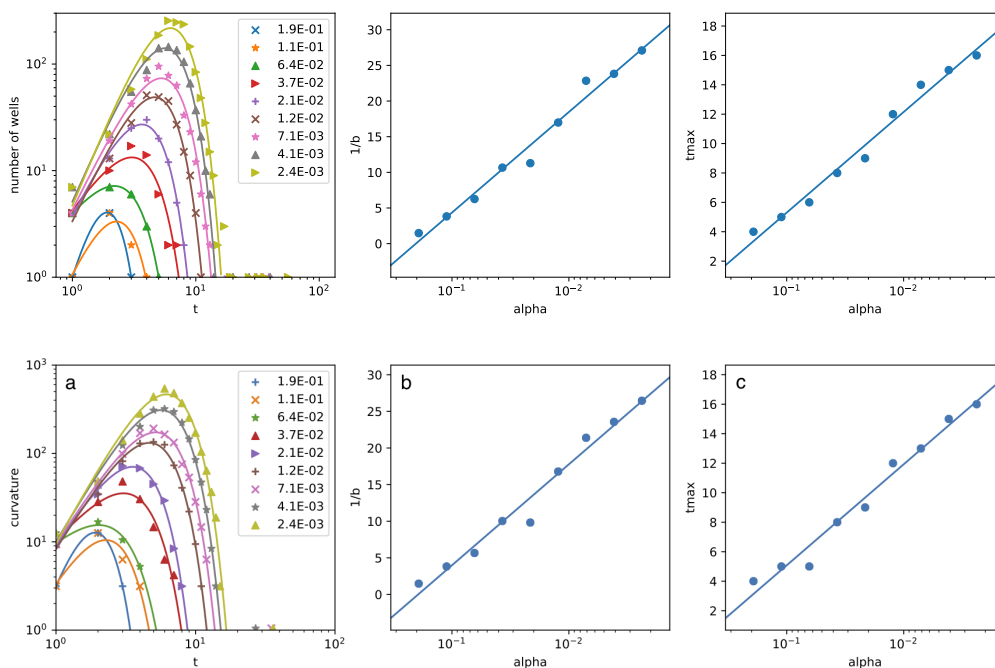 number of wells
10²
10¹
10⁰
10⁰ 10¹ 10²
t
1.9E-01
1.1E-01
6.4E-02
3.7E-02
2.1E-02
1.2E-02
7.1E-03
4.1E-03
2.4E-03
1/b
30
25
20
15
10
5
0
10⁻¹ 10⁻²
alpha
tmax
18
16
14
12
10
8
6
4
2
10⁻¹ 10⁻²
alpha
a
curvature
10³
10²
10¹
10⁰
10⁰ 10¹ 10²
t
1.9E-01
1.1E-01
6.4E-02
3.7E-02
2.1E-02
1.2E-02
7.1E-03
4.1E-03
2.4E-03
b
1/b
30
25
20
15
10
5
0
10⁻¹ 10⁻²
alpha
c
tmax
18
16
14
12
10
8
6
4
2
10⁻¹ 10⁻²
alpha